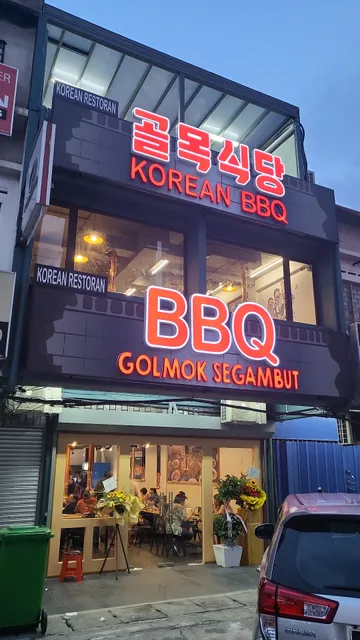 KOREAN RESTORAN
골목식당
KOREAN BBQ
KOREAN RESTORAN
BBQ
GOLMOK SEGAMBUT